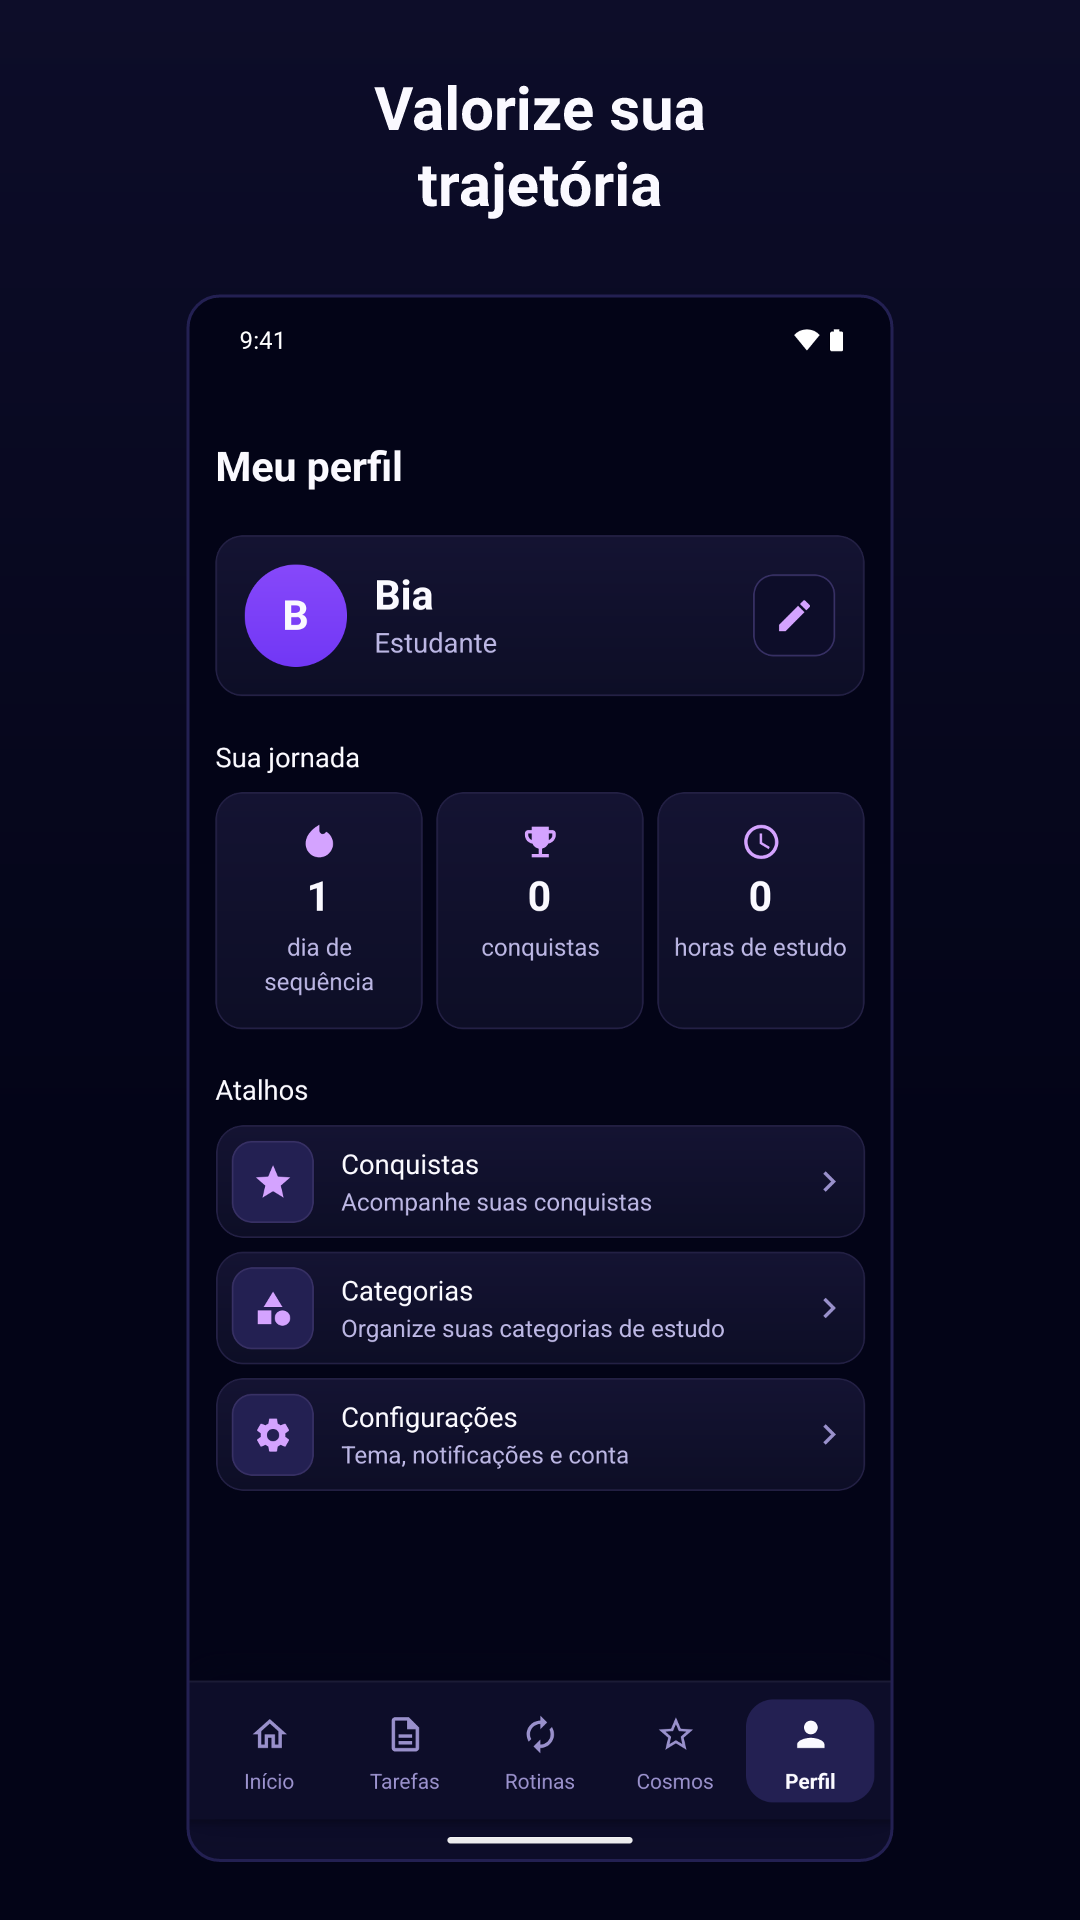 Valorize sua
trajetória
9:41
Meu perfil
B
Bia
Estudante
Sua jornada
1
dia de
sequência
0
conquistas
0
horas de estudo
Atalhos
Conquistas
Acompanhe suas conquistas
Categorias
Organize suas categorias de estudo
Configurações
Tema, notificações e conta
Início
Tarefas
Rotinas
Cosmos
Perfil